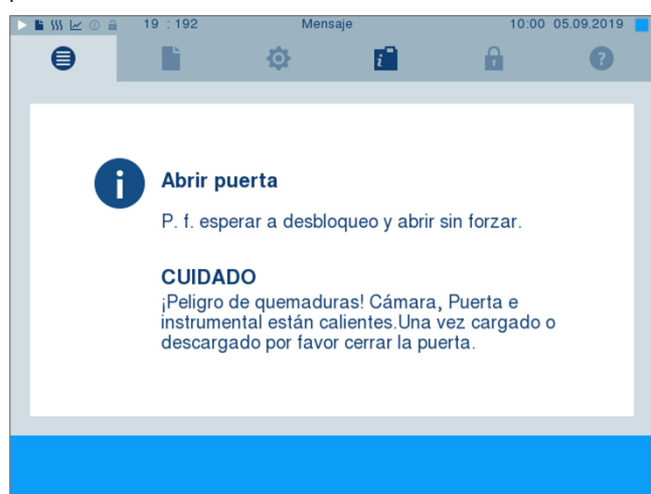 19 : 192 Mensaje 10:00 05.09.2019
Abrir puerta
P. f. esperar a desbloqueo y abrir sin forzar.
CUIDADO
¡Peligro de quemaduras! Cámara, Puerta e
instrumental están calientes.Una vez cargado o
descargado por favor cerrar la puerta.